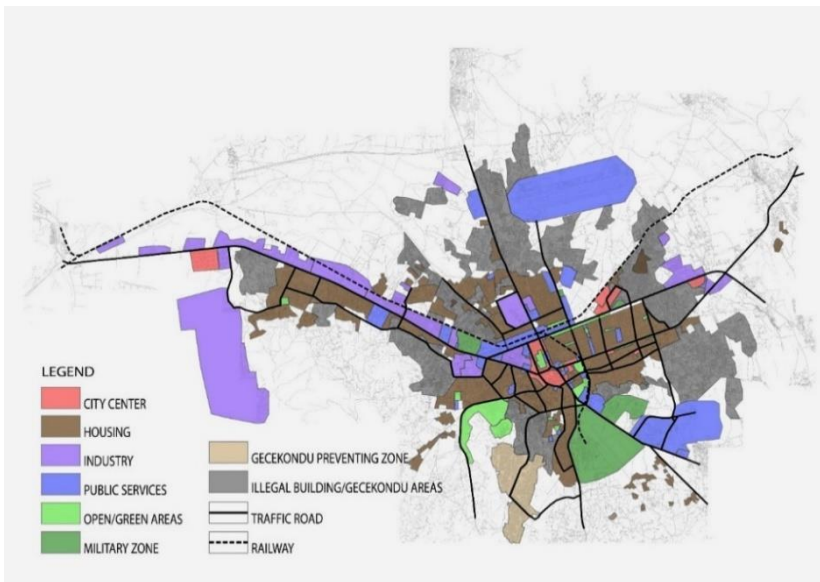 LEGEND
CITY CENTER
HOUSING
INDUSTRY
PUBLIC SERVICES
OPEN/GREEN AREAS
MILITARY ZONE
GECEKONDU PREVENTING ZONE
ILLEGAL BUILDING/GECEKONDU AREAS
TRAFFIC ROAD
RAILWAY